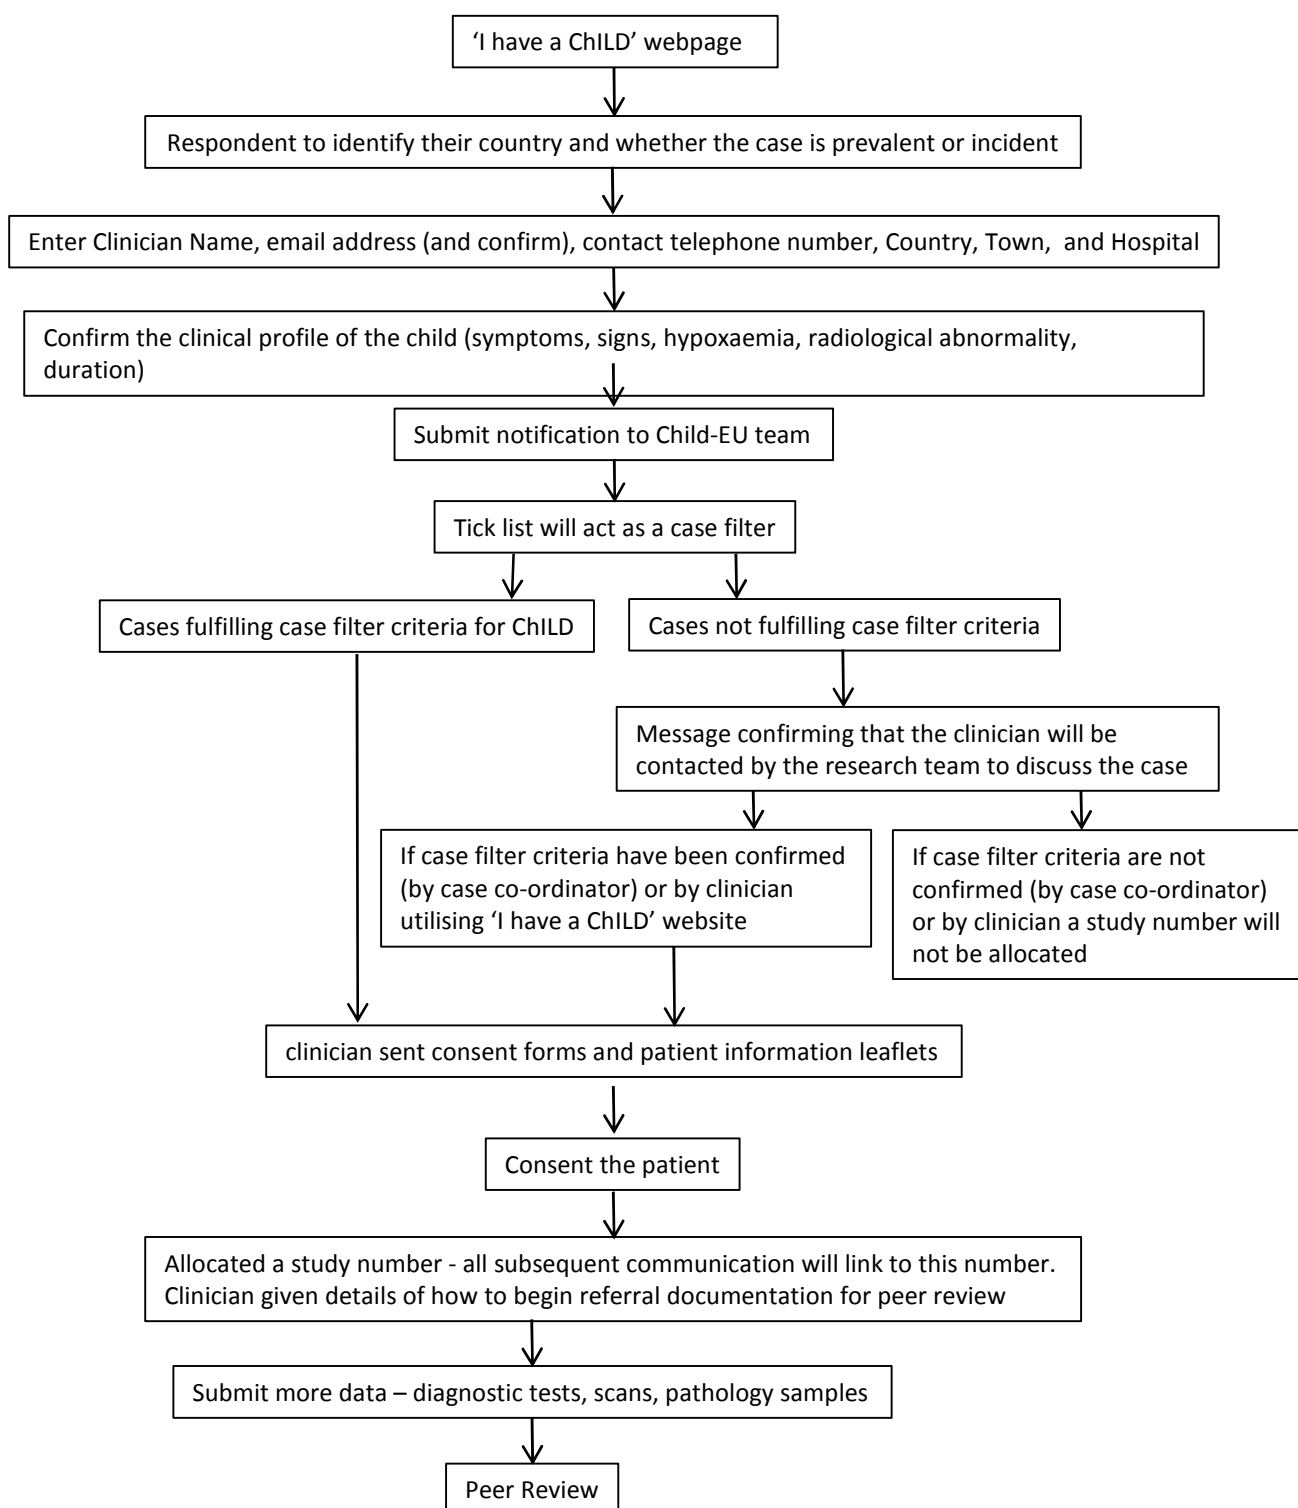 ‘I have a ChILD’ webpage
Respondent to identify their country and whether the case is prevalent or incident
Enter Clinician Name, email address (and confirm), contact telephone number, Country, Town,  and Hospital
Confirm the clinical profile of the child (symptoms, signs, hypoxaemia, radiological abnormality,
duration)
Submit notification to Child-EU team
Tick list will act as a case filter
Cases fulfilling case filter criteria for ChILD
Cases not fulfilling case filter criteria
Message confirming that the clinician will be
contacted by the research team to discuss the case
If case filter criteria have been confirmed
(by case co-ordinator) or by clinician
utilising ‘I have a ChILD’ website
If case filter criteria are not
confirmed (by case co-ordinator)
or by clinician a study number will
not be allocated
clinician sent consent forms and patient information leaflets
Consent the patient
Allocated a study number - all subsequent communication will link to this number.
Clinician given details of how to begin referral documentation for peer review
Submit more data – diagnostic tests, scans, pathology samples
Peer Review